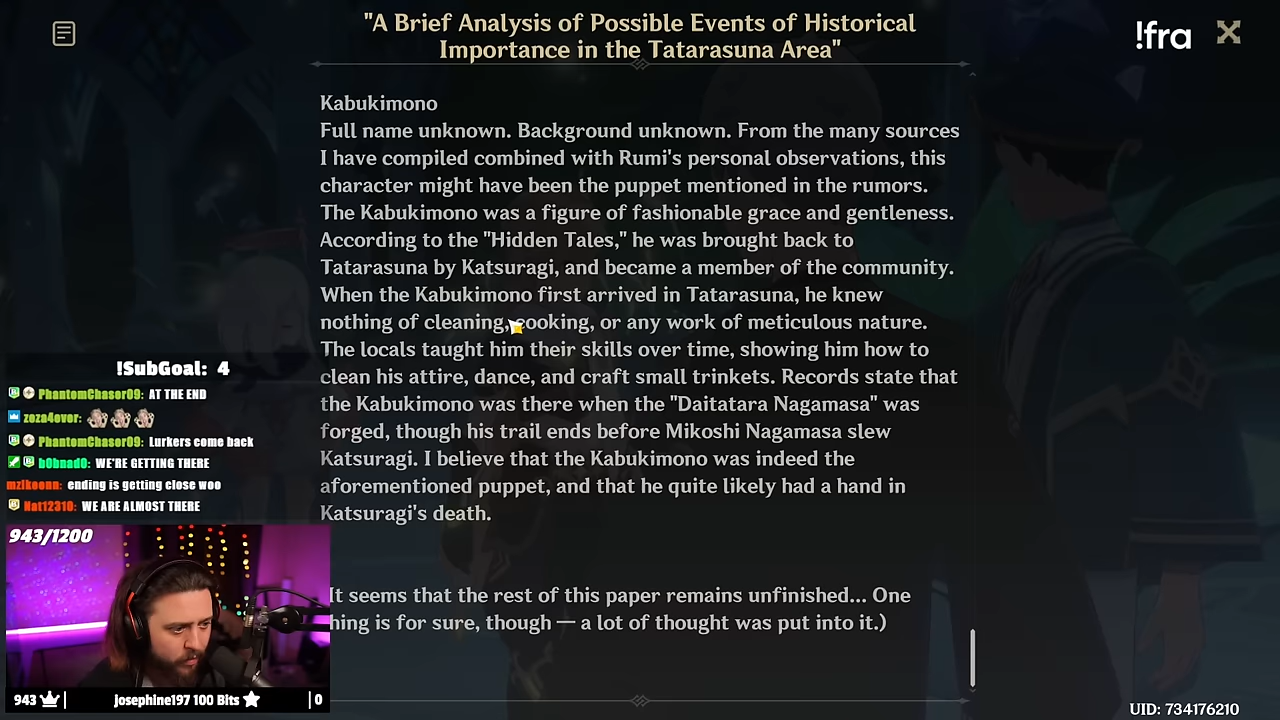 "A Brief Analysis of Possible Events of Historical
Importance in the Tatarasuna Area"
!fra
Kabukimono
Full name unknown. Background unknown. From the many sources
I have compiled combined with Rumi's personal observations, this
character might have been the puppet mentioned in the rumors.
The Kabukimono was a figure of fashionable grace and gentleness.
According to the "Hidden Tales," he was brought back to
Tatarasuna by Katsuragi, and became a member of the community.
When the Kabukimono first arrived in Tatarasuna, he knew
nothing of cleaning, cooking, or any work of meticulous nature.
The locals taught him their skills over time, showing him how to
clean his attire, dance, and craft small trinkets. Records state that
the Kabukimono was there when the "Daitatara Nagamasa" was
forged, though his trail ends before Mikoshi Nagamasa slew
Katsuragi. I believe that the Kabukimono was indeed the
aforementioned puppet, and that he quite likely had a hand in
Katsuragi's death.
It seems that the rest of this paper remains unfinished... One
hing is for sure, though — a lot of thought was put into it.)
!SubGoal: 4
PhantomChaser09: AT THE END
zoza4over:
PhantomChaser09: Lurkers come back
b0bnad0: WE'RE GETTING THERE
mzikeenn: ending is getting close woo
Nat12310: WE ARE ALMOST THERE
943/1200
943 | josephine197 100 Bits | 0
UID: 734176210